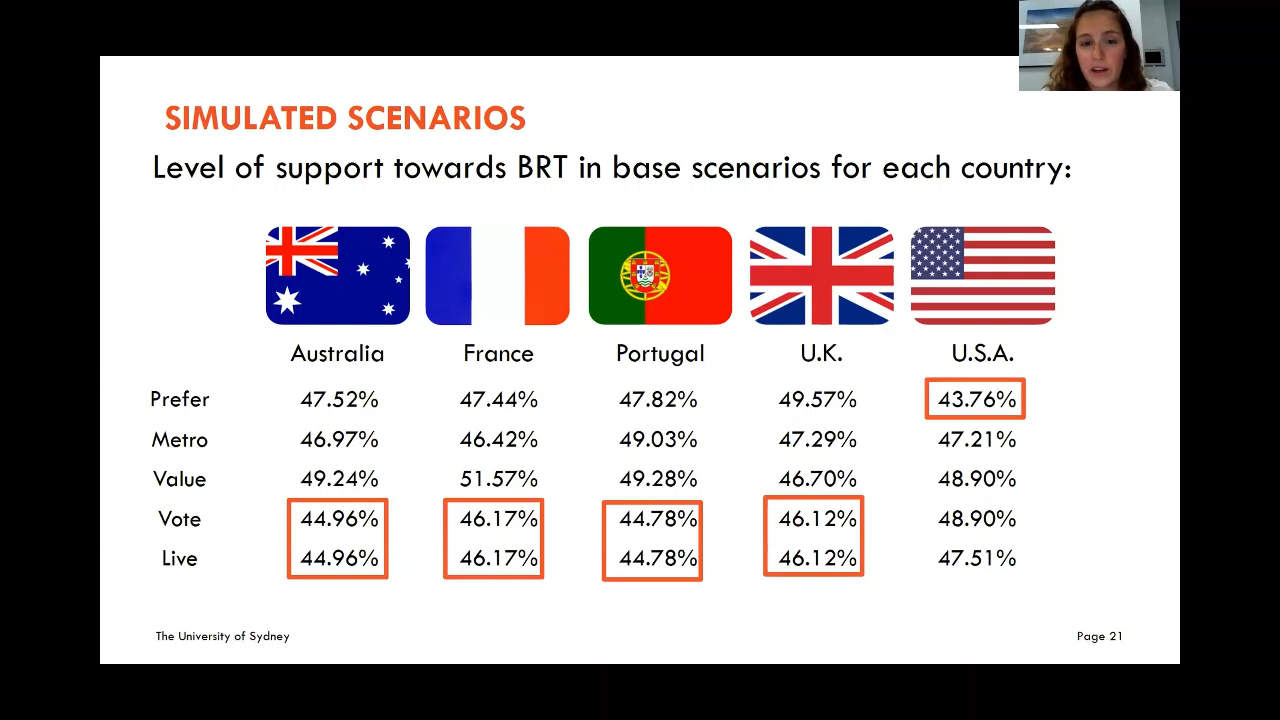 SIMULATED SCENARIOS
Level of support towards BRT in base scenarios for each country:
Australia France Portugal U.K. U.S.A.
Prefer 47.52% 47.44% 47.82% 49.57% 43.76%
Metro 46.97% 46.42% 49.03% 47.29% 47.21%
Value 49.24% 51.57% 49.28% 46.70% 48.90%
Vote 44.96% 46.17% 44.78% 46.12% 48.90%
Live 44.96% 46.17% 44.78% 46.12% 47.51%
The University of Sydney Page 21